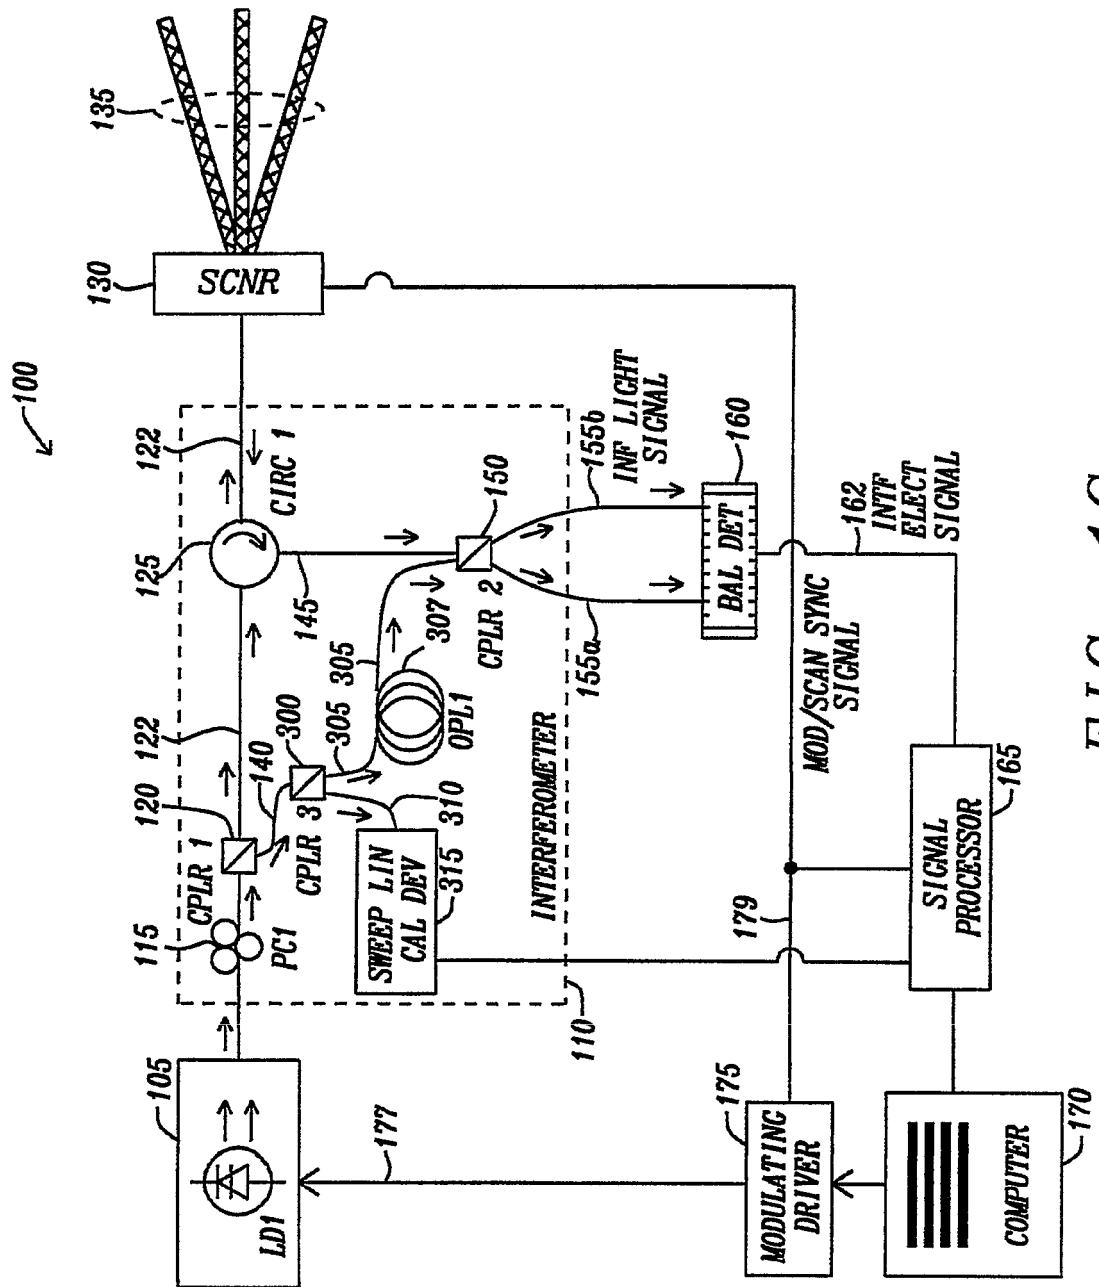 100
135
130
SCNR
122
125
CIRC 1
145
122
120
CPLR 1
140
300
CPLR 3
305
305
307
OPL1
150
CPLR 2
115
PC1
310
315
SWEEP LIN
CAL DEV
INTERFEROMETER
110
105
LD1
177
155a
155b
INF LIGHT
SIGNAL
160
BAL DET
162
INTF
ELECT
SIGNAL
MOD/SCAN SYNC
SIGNAL
179
175
MODULATING
DRIVER
165
SIGNAL
PROCESSOR
170
COMPUTER